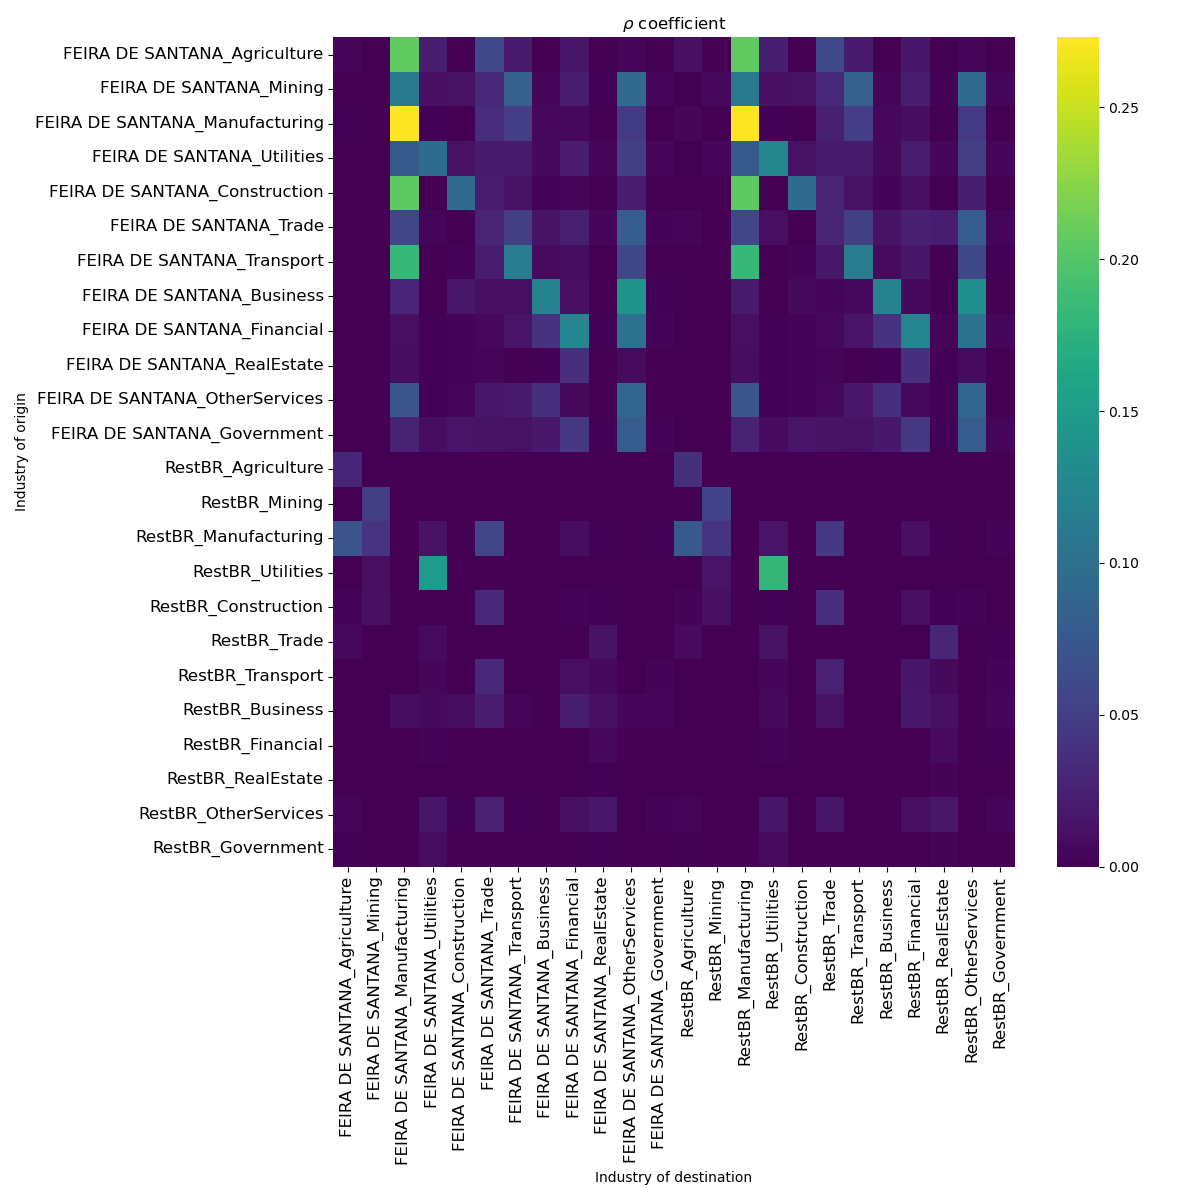 ρ coefficient
FEIRA DE SANTANA_Agriculture
FEIRA DE SANTANA_Mining
FEIRA DE SANTANA_Manufacturing
FEIRA DE SANTANA_Utilities
FEIRA DE SANTANA_Construction
FEIRA DE SANTANA_Trade
FEIRA DE SANTANA_Transport
FEIRA DE SANTANA_Business
FEIRA DE SANTANA_Financial
FEIRA DE SANTANA_RealEstate
FEIRA DE SANTANA_OtherServices
FEIRA DE SANTANA_Government
RestBR_Agriculture
RestBR_Mining
RestBR_Manufacturing
RestBR_Utilities
RestBR_Construction
RestBR_Trade
RestBR_Transport
RestBR_Business
RestBR_Financial
RestBR_RealEstate
RestBR_OtherServices
RestBR_Government
Industry of origin
FEIRA DE SANTANA_Agriculture
FEIRA DE SANTANA_Mining
FEIRA DE SANTANA_Manufacturing
FEIRA DE SANTANA_Utilities
FEIRA DE SANTANA_Construction
FEIRA DE SANTANA_Trade
FEIRA DE SANTANA_Transport
FEIRA DE SANTANA_Business
FEIRA DE SANTANA_Financial
FEIRA DE SANTANA_RealEstate
FEIRA DE SANTANA_OtherServices
FEIRA DE SANTANA_Government
RestBR_Agriculture
RestBR_Mining
RestBR_Manufacturing
RestBR_Utilities
RestBR_Construction
RestBR_Trade
RestBR_Transport
RestBR_Business
RestBR_Financial
RestBR_RealEstate
RestBR_OtherServices
RestBR_Government
Industry of destination
0.25
0.20
0.15
0.10
0.05
0.00